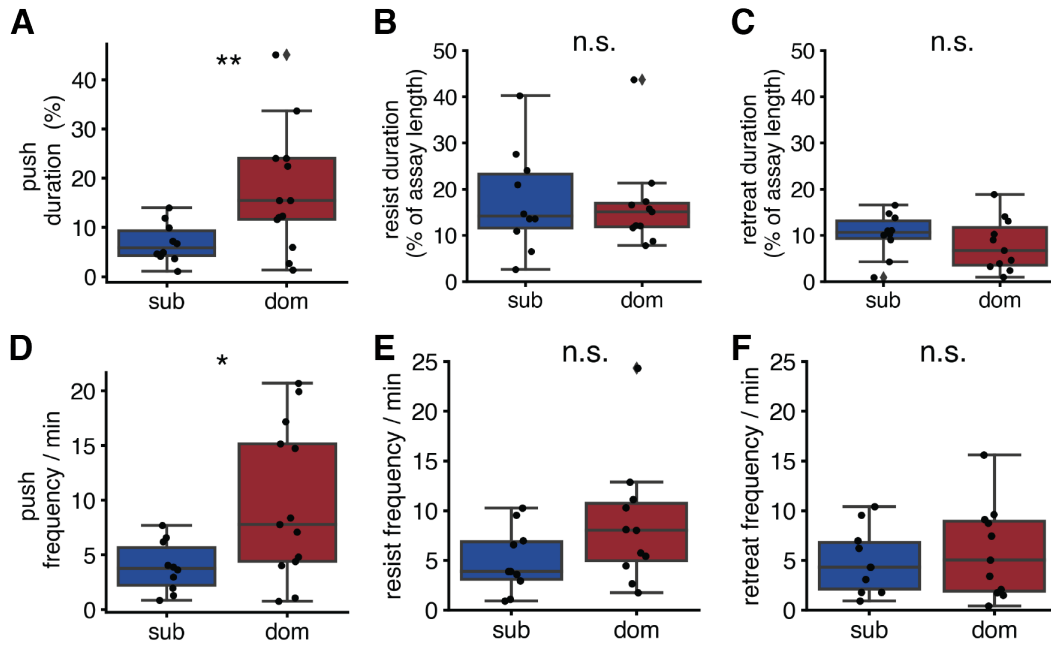 A
**
push
duration (%)
40
30
20
10
0
sub
dom
B
n.s.
resist duration
(% of assay length)
50
40
30
20
10
0
sub
dom
C
n.s.
retreat duration
(% of assay length)
50
40
30
20
10
0
sub
dom
D
*
push
frequency / min
20
15
10
5
0
sub
dom
E
n.s.
resist frequency / min
25
20
15
10
5
0
sub
dom
F
n.s.
retreat frequency / min
25
20
15
10
5
0
sub
dom